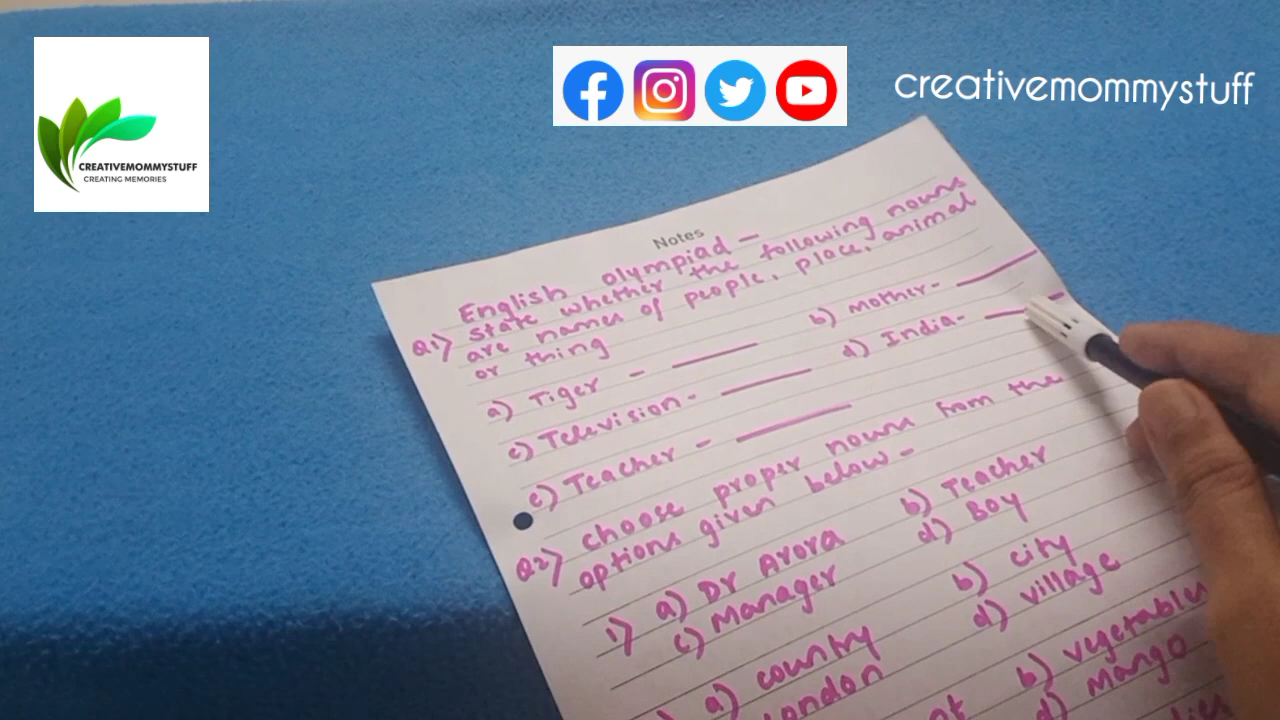 CREATIVEMOMMYSTUFF
CREATING MEMORIES
creativemommystuff
Notes
English olympiad -
Q1) State whether the following nouns
are names of people, place, animal
or thing
a) Tiger - b) Mother-
c) Television- d) India-
e) Teacher -
Q2) choose proper nouns from the
options given below-
1) a) Dr Arora b) Teacher
c) Manager d) Boy
a) country b) city
London d) village
b) vegetables
d) Mango